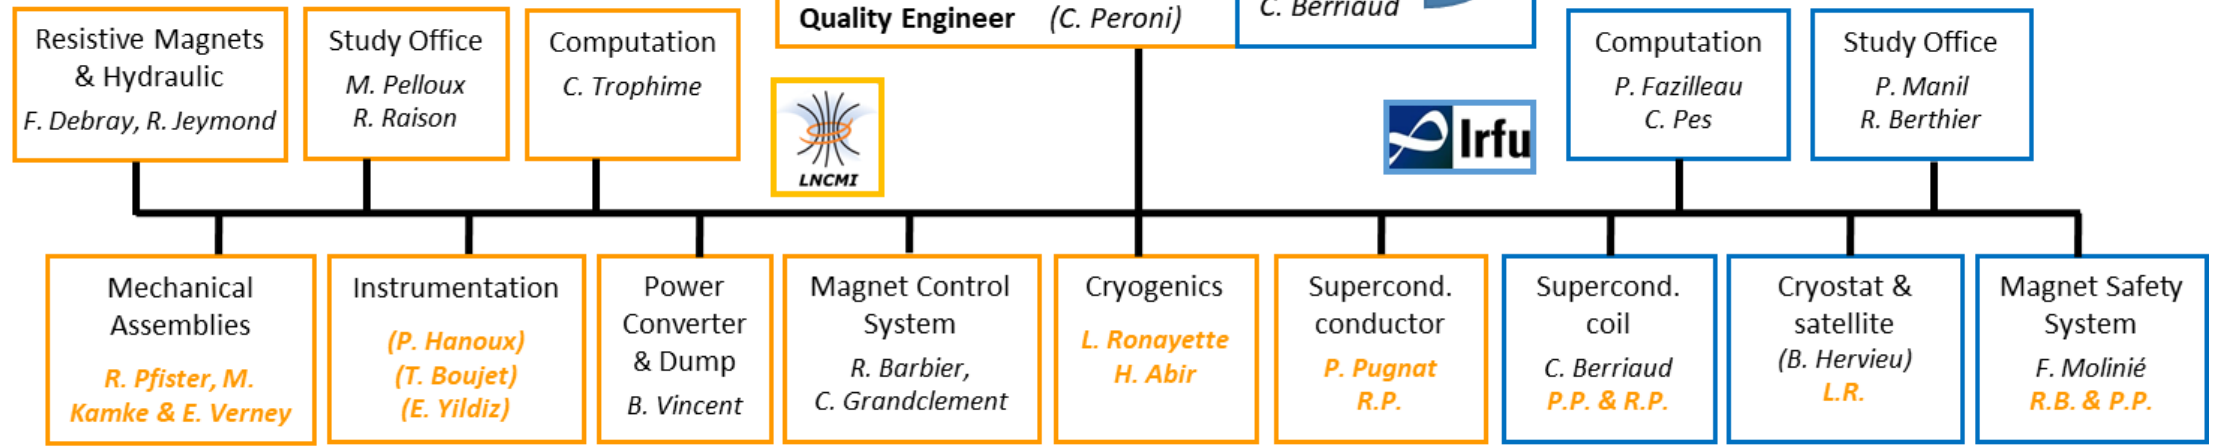 Quality Engineer (C. Peroni)
C. Berriaud
Resistive Magnets
& Hydraulic
F. Debray, R. Jeymond
Study Office
M. Pelloux
R. Raison
Computation
C. Trophime
LNCMI
Irfu
Computation
P. Fazilleau
C. Pes
Study Office
P. Manil
R. Berthier
Mechanical
Assemblies
R. Pfister, M.
Kamke & E. Verney
Instrumentation
(P. Hanoux)
(T. Boujet)
(E. Yildiz)
Power
Converter
& Dump
B. Vincent
Magnet Control
System
R. Barbier,
C. Grandclement
Cryogenics
L. Ronayette
H. Abir
Supercond.
conductor
P. Pugnat
R.P.
Supercond.
coil
C. Berriaud
P.P. & R.P.
Cryostat &
satellite
(B. Hervieu)
L.R.
Magnet Safety
System
F. Molinié
R.B. & P.P.